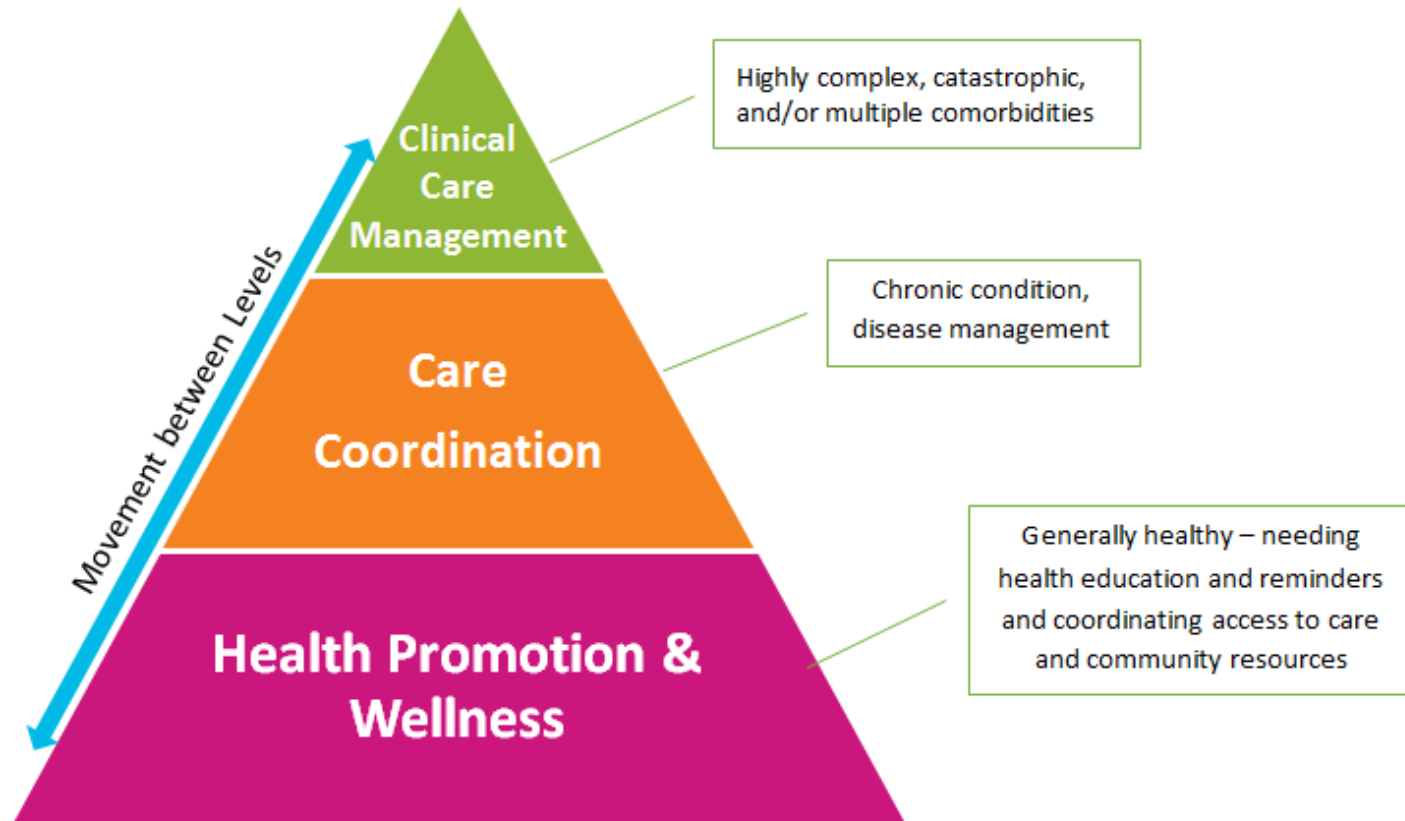 Clinical
Care
Management
Highly complex, catastrophic,
and/or multiple comorbidities
Movement between Levels
Care
Coordination
Chronic condition,
disease management
Health Promotion &
Wellness
Generally healthy – needing
health education and reminders
and coordinating access to care
and community resources